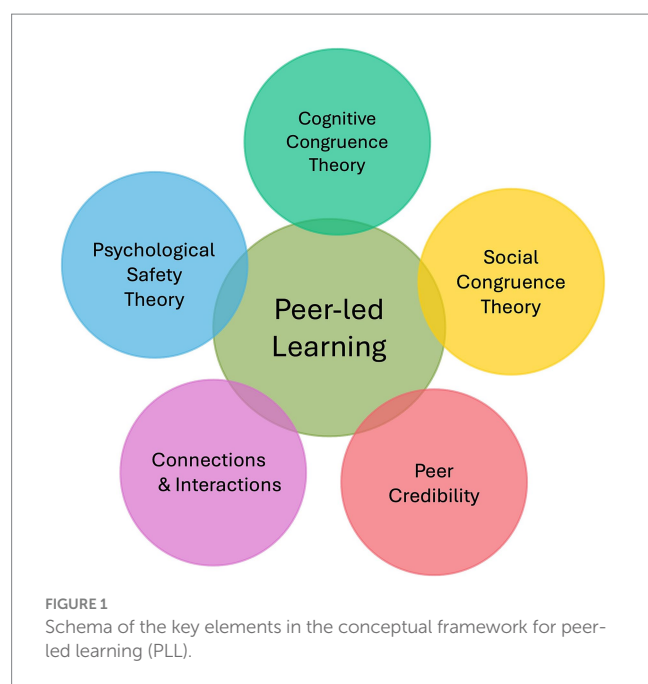 Cognitive
Congruence
Theory
Psychological
Safety
Theory
Social
Congruence
Theory
Peer-led
Learning
Connections
& Interactions
Peer
Credibility
FIGURE 1
Schema of the key elements in the conceptual framework for peer-
led learning (PLL).